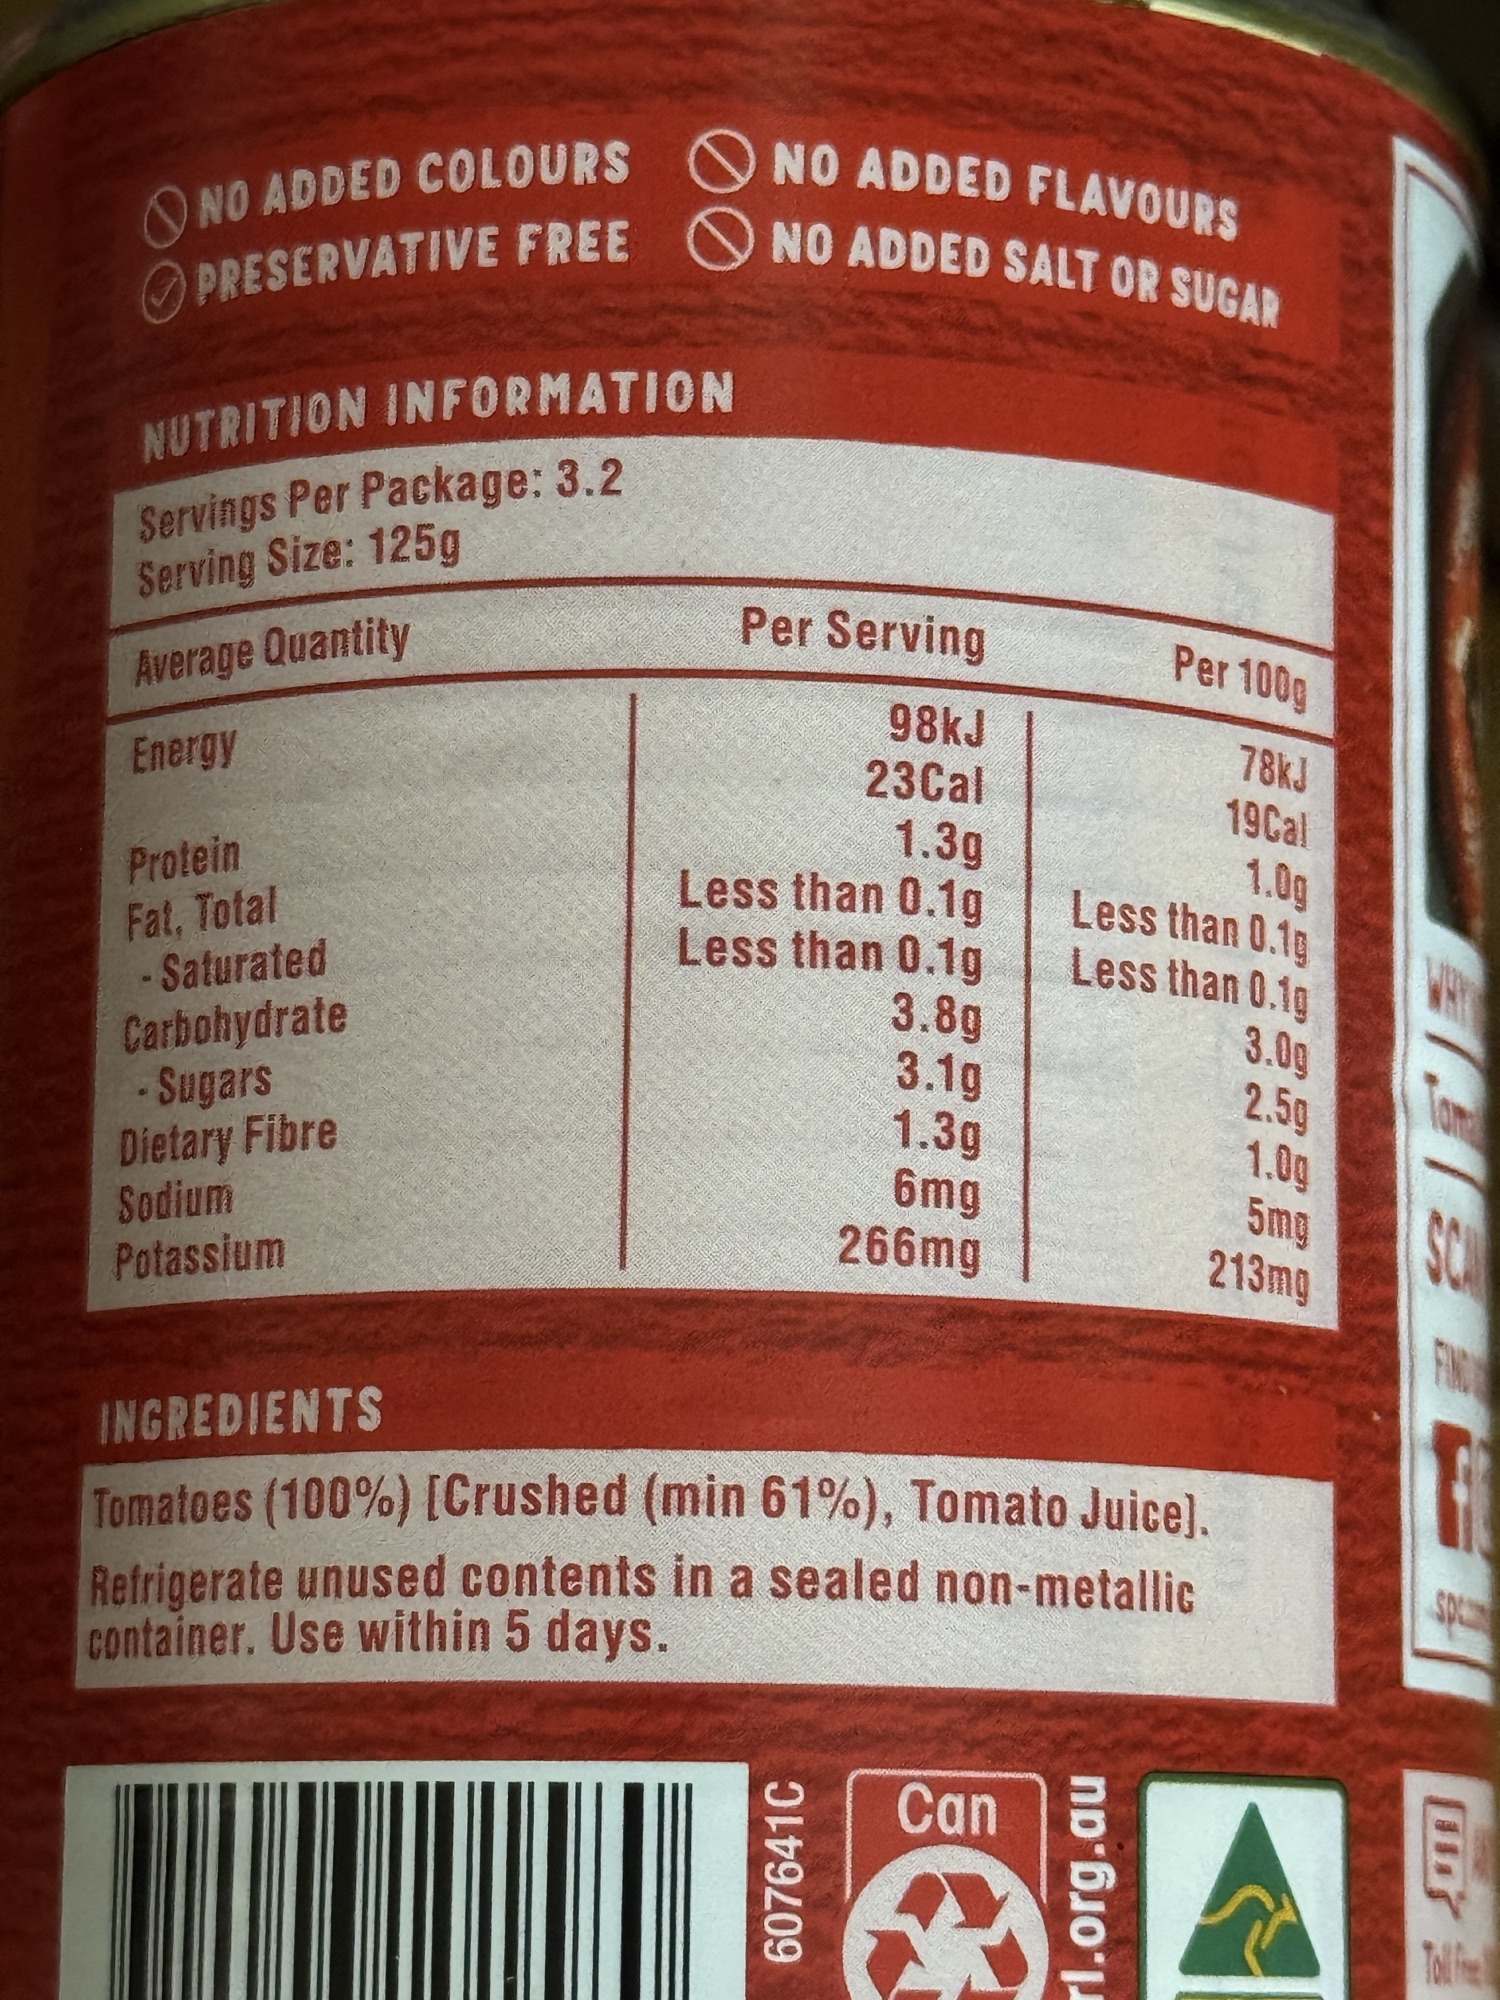 NO ADDED COLOURS NO ADDED FLAVOURS
PRESERVATIVE FREE NO ADDED SALT OR SUGAR
NUTRITION INFORMATION
Servings Per Package: 3.2
Serving Size: 125g
Average Quantity Per Serving Per 100g
Energy 98kJ 78kJ
23Cal 19Cal
Protein 1.3g 1.0g
Fat, Total Less than 0.1g Less than 0.1g
- Saturated Less than 0.1g Less than 0.1g
Carbohydrate 3.8g 3.0g
- Sugars 3.1g 2.5g
Dietary Fibre 1.3g 1.0g
Sodium 6mg 5mg
Potassium 266mg 213mg
INGREDIENTS
Tomatoes (100%) [Crushed (min 61%), Tomato Juice].
Refrigerate unused contents in a sealed non-metallic
container. Use within 5 days.
607641C
Can
rl.org.au
Toll Free